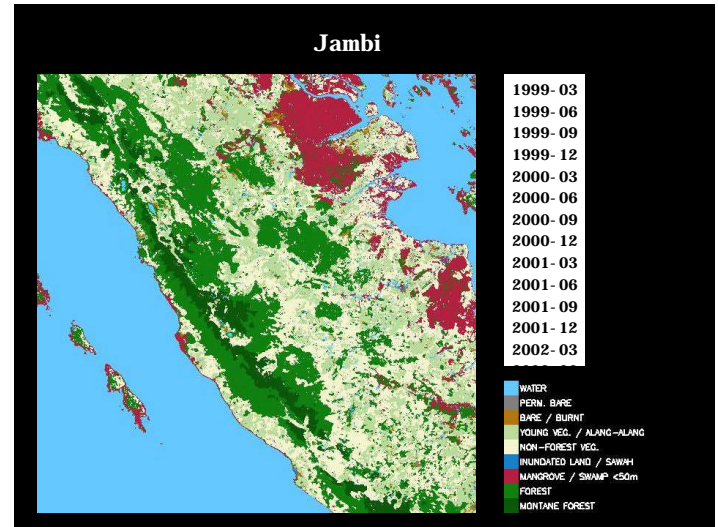 Jambi
1999-03
1999-06
1999-09
1999-12
2000-03
2000-06
2000-09
2000-12
2001-03
2001-06
2001-09
2001-12
2002-03
WATER
PERM. BARE
BARE / BURNT
YOUNG VEG. / ALANG-ALANG
NON-FOREST VEG.
INUNDATED LAND / SAWAH
MANGROVE / SWAMP <50m
FOREST
MONTANE FOREST